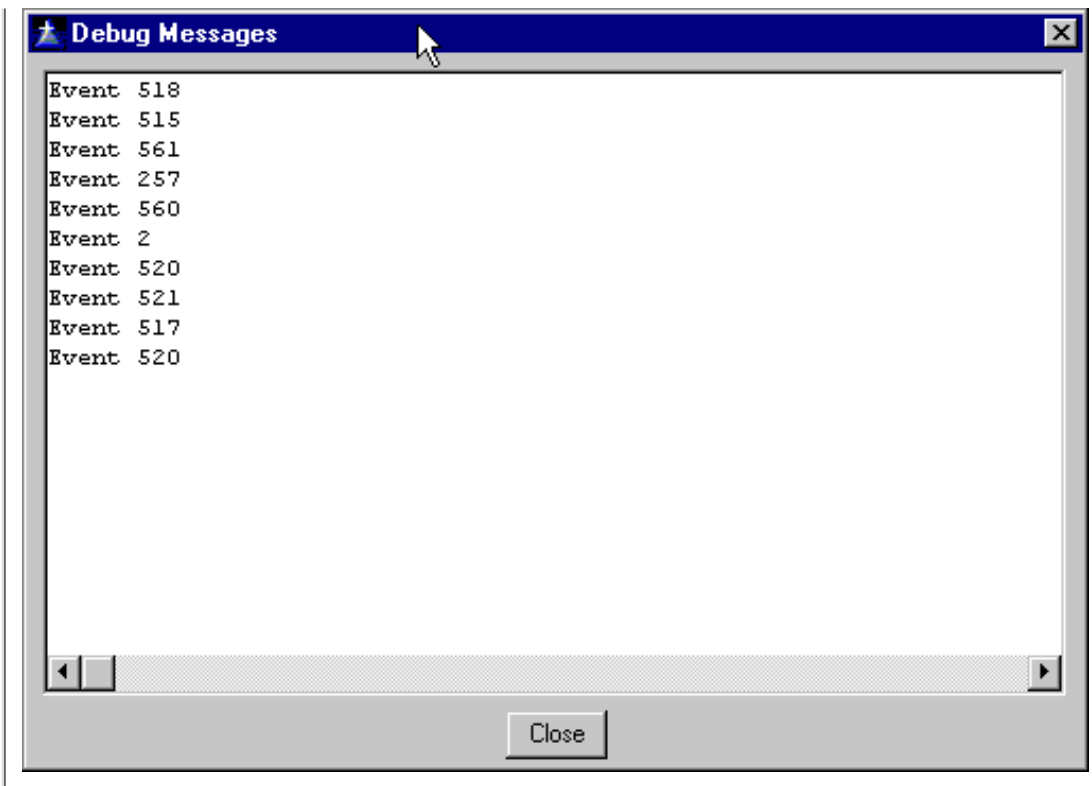 Debug Messages
Event 518
Event 515
Event 561
Event 257
Event 560
Event 2
Event 520
Event 521
Event 517
Event 520
Close